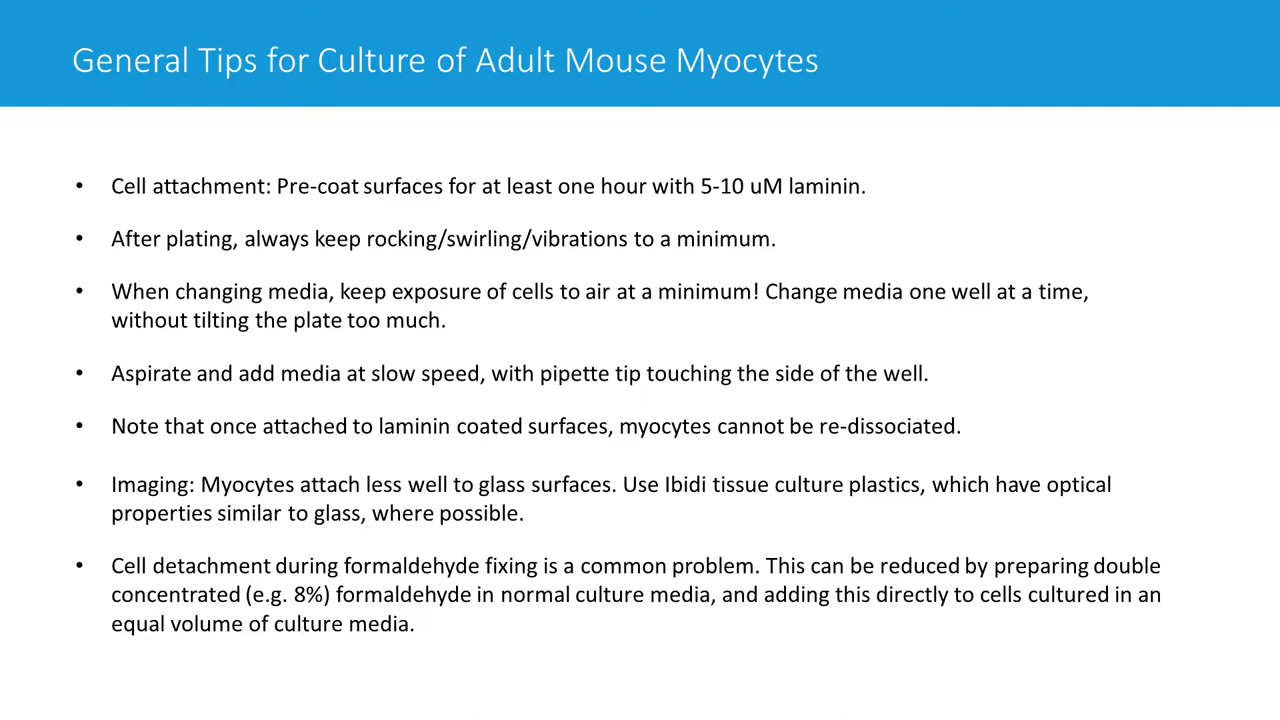 General Tips for Culture of Adult Mouse Myocytes
• Cell attachment: Pre-coat surfaces for at least one hour with 5-10 uM laminin.
• After plating, always keep rocking/swirling/vibrations to a minimum.
• When changing media, keep exposure of cells to air at a minimum! Change media one well at a time,
without tilting the plate too much.
• Aspirate and add media at slow speed, with pipette tip touching the side of the well.
• Note that once attached to laminin coated surfaces, myocytes cannot be re-dissociated.
• Imaging: Myocytes attach less well to glass surfaces. Use Ibidi tissue culture plastics, which have optical
properties similar to glass, where possible.
• Cell detachment during formaldehyde fixing is a common problem. This can be reduced by preparing double
concentrated (e.g. 8%) formaldehyde in normal culture media, and adding this directly to cells cultured in an
equal volume of culture media.